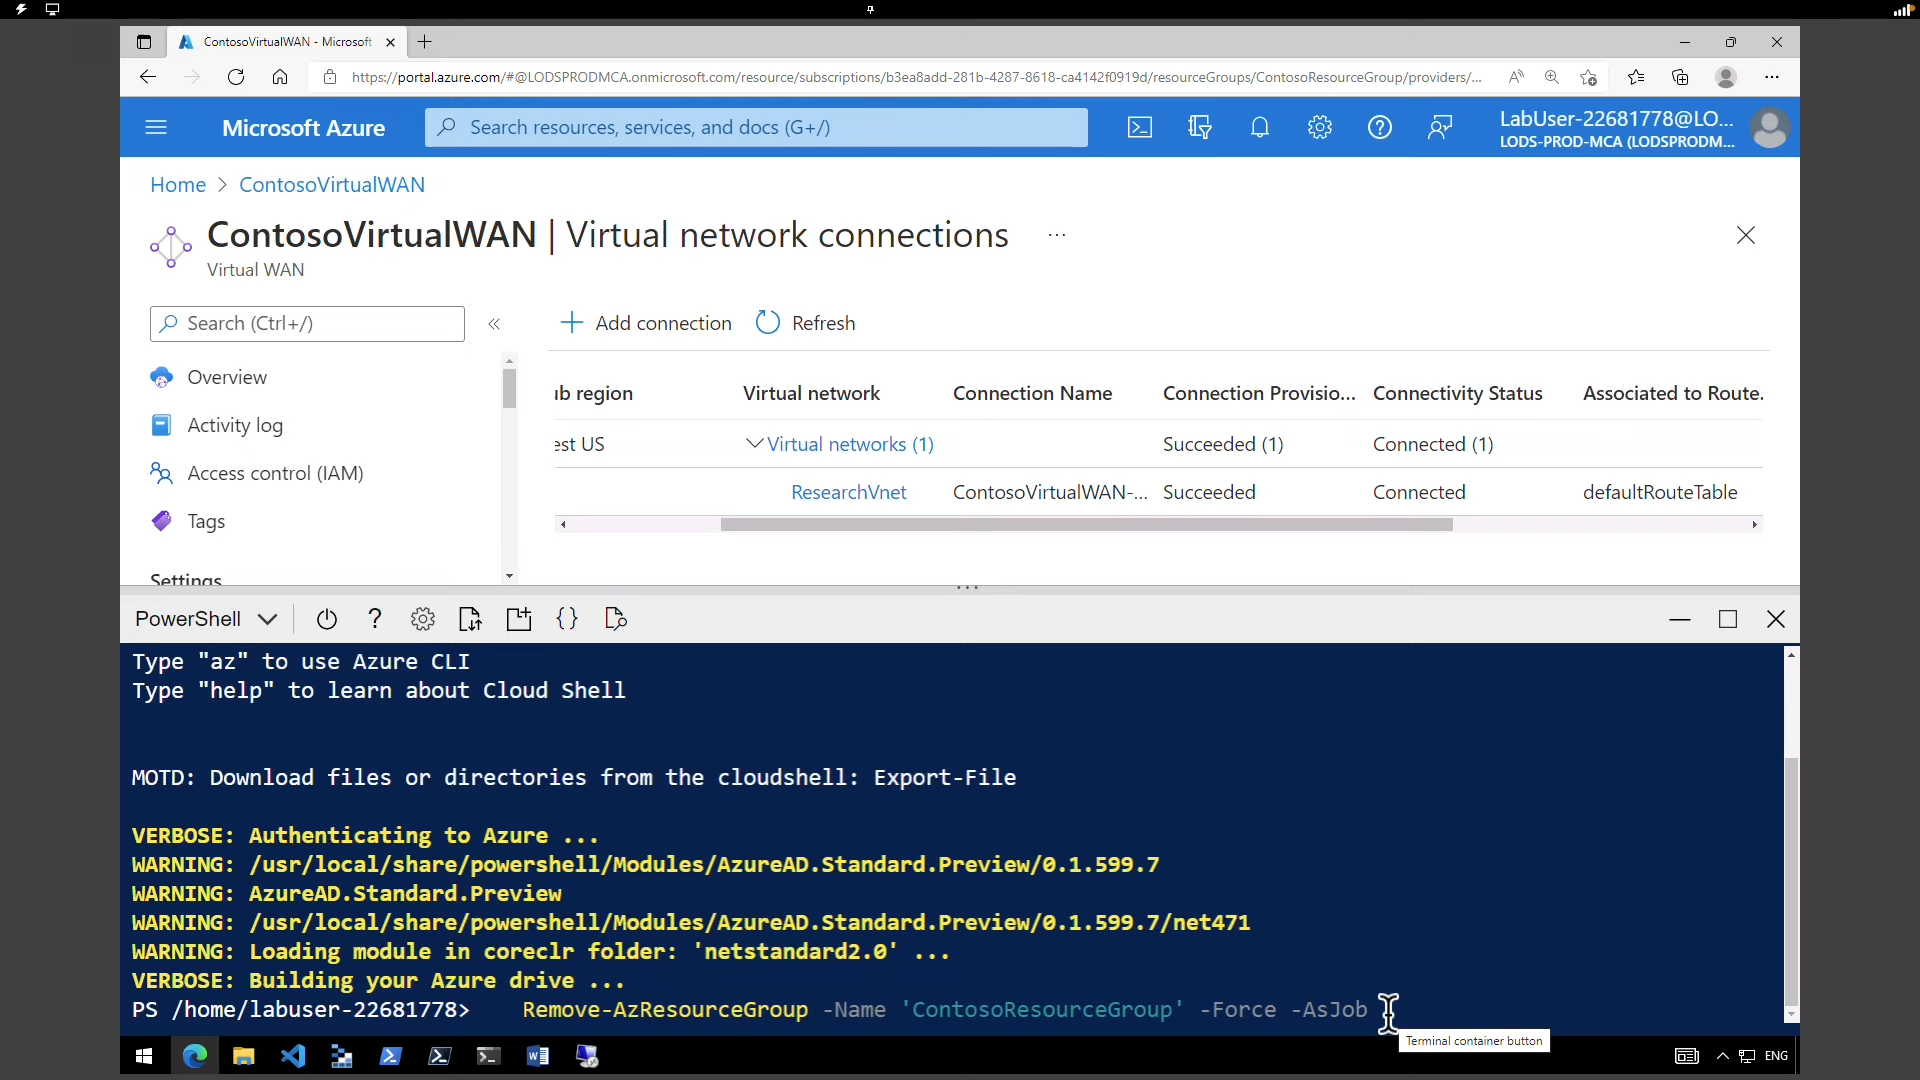 ContosoVirtualWAN - Microsoft
https://portal.azure.com/#@LODSPRODMCA.onmicrosoft.com/resource/subscriptions/b3ea8add-281b-4287-8618-ca4142f0919d/resourceGroups/ContosoResourceGroup/providers/...
Microsoft Azure
Search resources, services, and docs (G+/)
LabUser-22681778@LO...
LODS-PROD-MCA (LODSPRODM...
Home > ContosoVirtualWAN
ContosoVirtualWAN | Virtual network connections ...
Virtual WAN
Search (Ctrl+/)
«
Add connection
Refresh
Overview
Activity log
Access control (IAM)
Tags
Settings
ub region Virtual network Connection Name Connection Provisio... Connectivity Status Associated to Route.
est US Virtual networks (1) Succeeded (1) Connected (1)
ResearchVnet ContosoVirtualWAN-... Succeeded Connected defaultRouteTable
PowerShell
Type "az" to use Azure CLI
Type "help" to learn about Cloud Shell
MOTD: Download files or directories from the cloudshell: Export-File
VERBOSE: Authenticating to Azure ...
WARNING: /usr/local/share/powershell/Modules/AzureAD.Standard.Preview/0.1.599.7
WARNING: AzureAD.Standard.Preview
WARNING: /usr/local/share/powershell/Modules/AzureAD.Standard.Preview/0.1.599.7/net471
WARNING: Loading module in coreclr folder: 'netstandard2.0' ...
VERBOSE: Building your Azure drive ...
PS /home/labuser-22681778> Remove-AzResourceGroup -Name 'ContosoResourceGroup' -Force -AsJob
Terminal container button
ENG